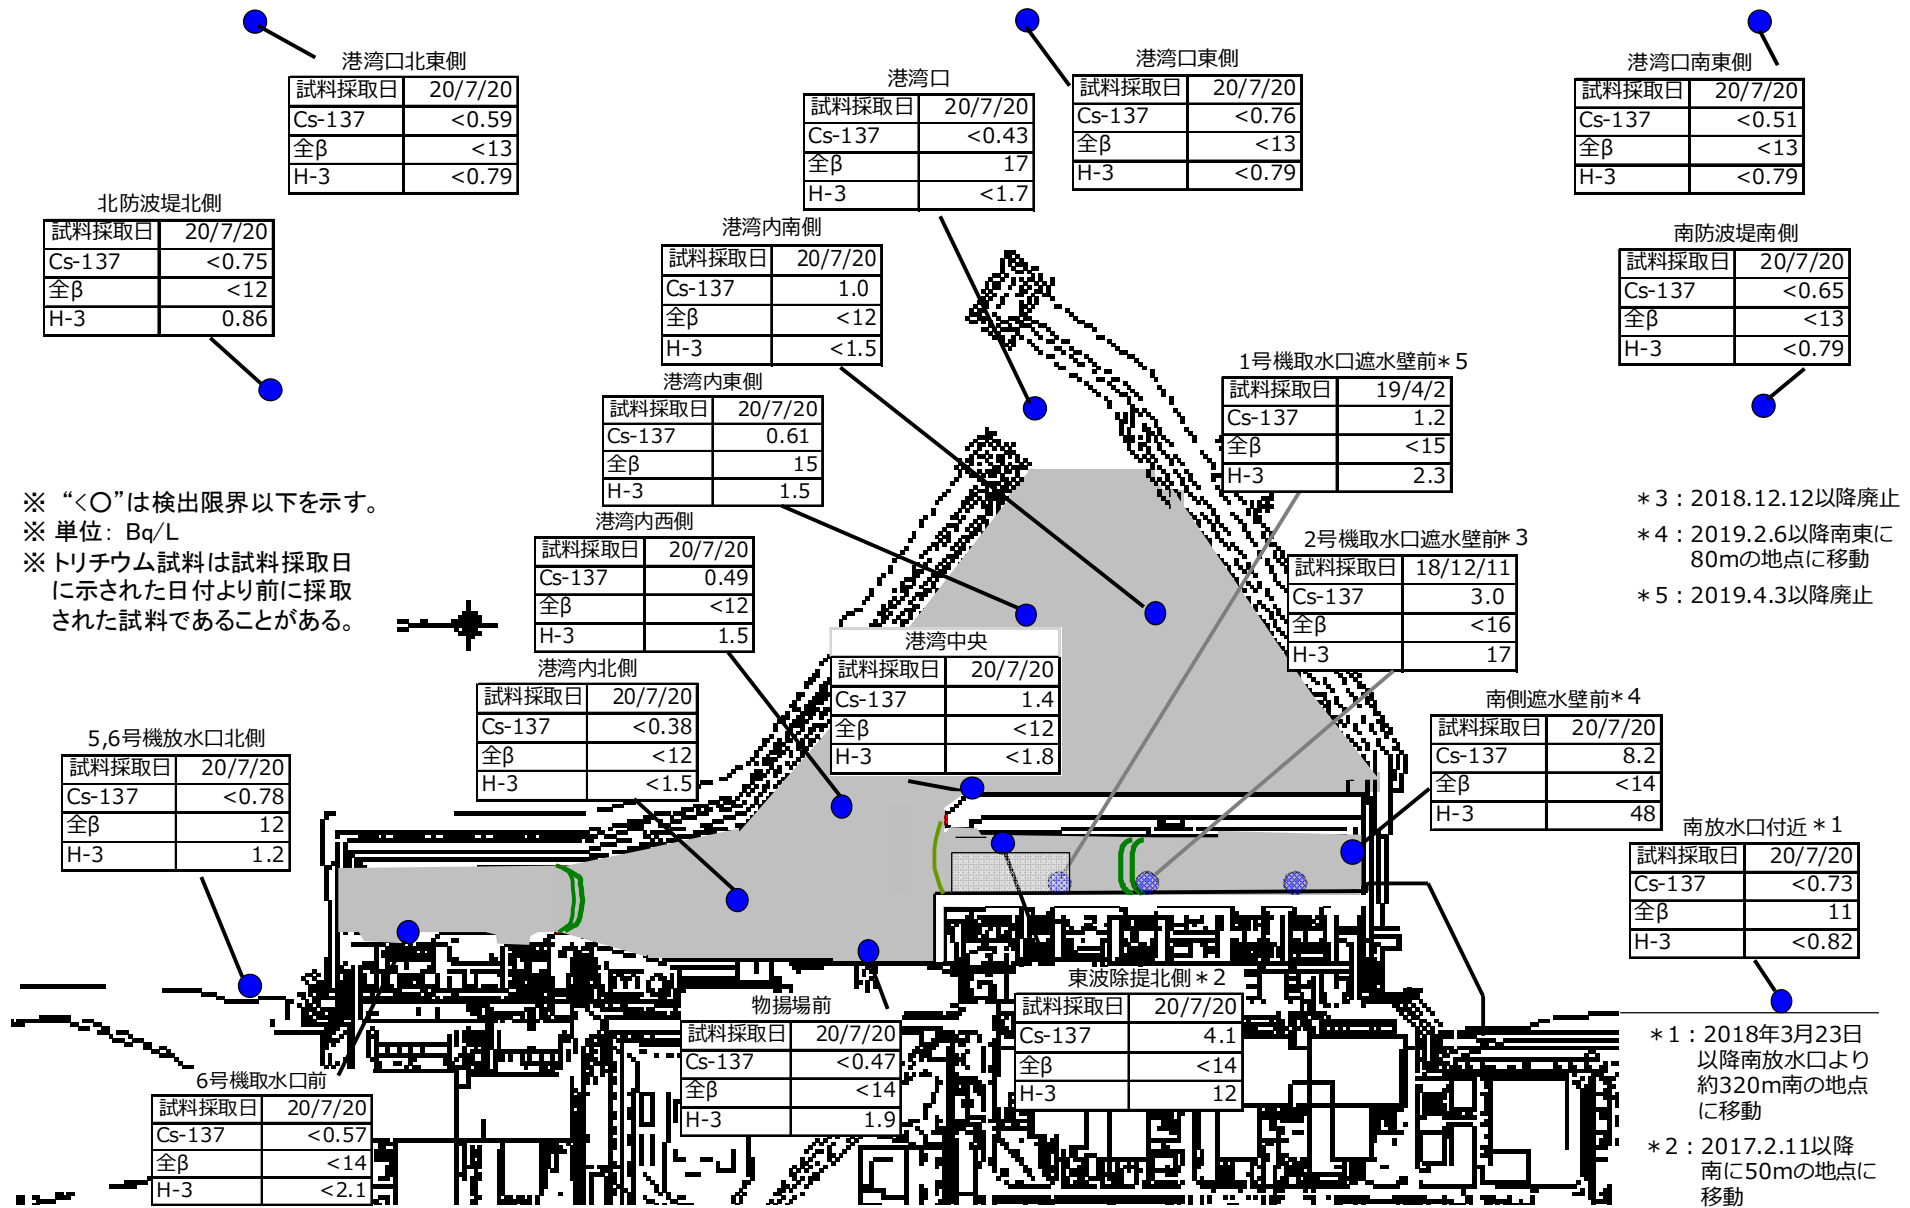 港湾口北東側
試料採取日 20/7/20
Cs-137 <0.59
全β <13
H-3 <0.79
港湾口
試料採取日 20/7/20
Cs-137 <0.43
全β 17
H-3 <1.7
港湾口東側
試料採取日 20/7/20
Cs-137 <0.76
全β <13
H-3 <0.79
港湾口南東側
試料採取日 20/7/20
Cs-137 <0.51
全β <13
H-3 <0.79
北防波堤北側
試料採取日 20/7/20
Cs-137 <0.75
全β <12
H-3 0.86
港湾内南側
試料採取日 20/7/20
Cs-137 1.0
全β <12
H-3 <1.5
南防波堤南側
試料採取日 20/7/20
Cs-137 <0.65
全β <13
H-3 <0.79
港湾内東側
試料採取日 20/7/20
Cs-137 0.61
全β 15
H-3 1.5
1号機取水口遮水壁前*5
試料採取日 19/4/2
Cs-137 1.2
全β <15
H-3 2.3
※ “<○”は検出限界以下を示す。
※ 単位: Bq/L
※ トリチウム試料は試料採取日
に示された日付より前に採取
された試料であることがある。
港湾内西側
試料採取日 20/7/20
Cs-137 0.49
全β <12
H-3 1.5
2号機取水口遮水壁前*3
試料採取日 18/12/11
Cs-137 3.0
全β <16
H-3 17
*3:2018.12.12以降廃止
*4:2019.2.6以降南東に
80mの地点に移動
*5:2019.4.3以降廃止
港湾内北側
試料採取日 20/7/20
Cs-137 <0.38
全β <12
H-3 <1.5
港湾中央
試料採取日 20/7/20
Cs-137 1.4
全β <12
H-3 <1.8
南側遮水壁前*4
試料採取日 20/7/20
Cs-137 8.2
全β <14
H-3 48
5,6号機放水口北側
試料採取日 20/7/20
Cs-137 <0.78
全β 12
H-3 1.2
南放水口付近*1
試料採取日 20/7/20
Cs-137 <0.73
全β 11
H-3 <0.82
物揚場前
試料採取日 20/7/20
Cs-137 <0.47
全β <14
H-3 1.9
東波除提北側*2
試料採取日 20/7/20
Cs-137 4.1
全β <14
H-3 12
6号機取水口前
試料採取日 20/7/20
Cs-137 <0.57
全β <14
H-3 <2.1
*1:2018年3月23日
以降南放水口より
約320m南の地点
に移動
*2:2017.2.11以降
南に50mの地点に
移動